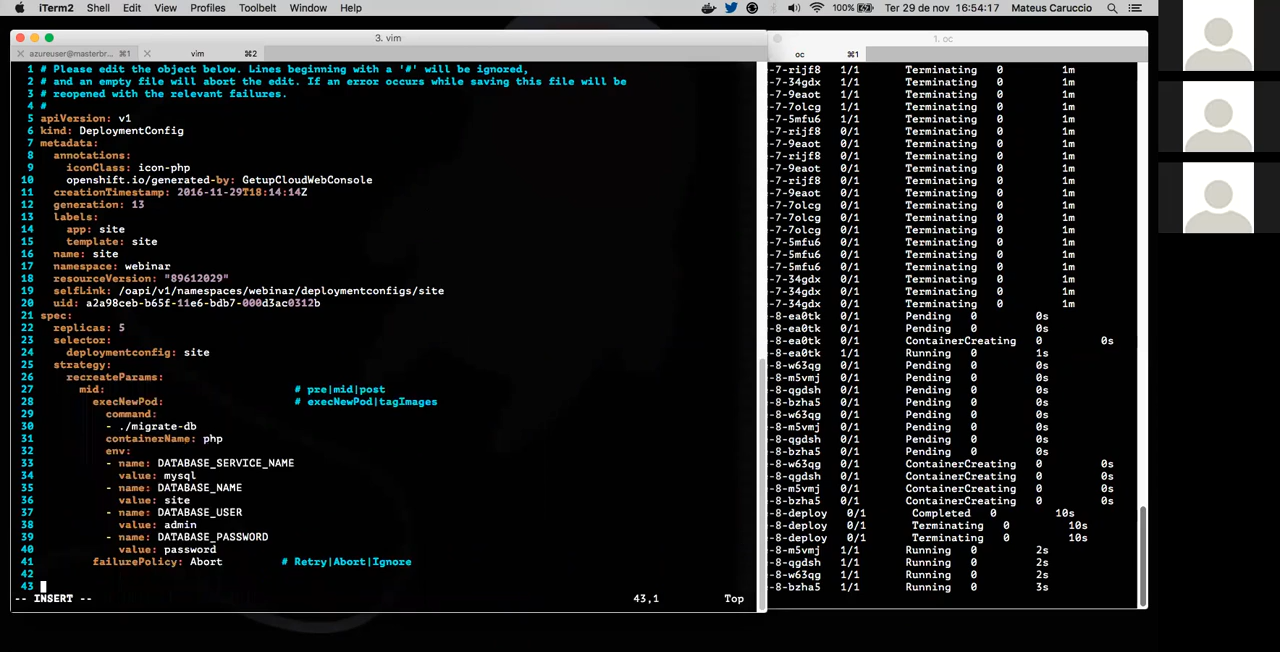 iTerm2 Shell Edit View Profiles Toolbelt Window Help 100% Ter 29 de nov 16:54:17 Mateus Caruccio
3. vim
azureuser@masterbr... ⌘1 vim ⌘2
1 # Please edit the object below. Lines beginning with a '#' will be ignored,
2 # and an empty file will abort the edit. If an error occurs while saving this file will be
3 # reopened with the relevant failures.
4 #
5 apiVersion: v1
6 kind: DeploymentConfig
7 metadata:
8 annotations:
9 iconClass: icon-php
10 openshift.io/generated-by: GetupCloudWebConsole
11 creationTimestamp: 2016-11-29T18:14:14Z
12 generation: 13
13 labels:
14 app: site
15 template: site
16 name: site
17 namespace: webinar
18 resourceVersion: "89612029"
19 selfLink: /oapi/v1/namespaces/webinar/deploymentconfigs/site
20 uid: a2a98ceb-b65f-11e6-bdb7-000d3ac0312b
21 spec:
22 replicas: 5
23 selector:
24 deploymentconfig: site
25 strategy:
26 recreateParams:
27 mid: # pre|mid|post
28 execNewPod: # execNewPod|tagImages
29 command:
30 - ./migrate-db
31 containerName: php
32 env:
33 - name: DATABASE_SERVICE_NAME
34 value: mysql
35 - name: DATABASE_NAME
36 value: site
37 - name: DATABASE_USER
38 value: admin
39 - name: DATABASE_PASSWORD
40 value: password
41 failurePolicy: Abort # Retry|Abort|Ignore
42
43
-- INSERT -- 43,1 Top
1. oc
oc ⌘1
-7-rijf8 1/1 Terminating 0 1m
-7-34gdx 1/1 Terminating 0 1m
-7-9eaot 1/1 Terminating 0 1m
-7-7olcg 1/1 Terminating 0 1m
-7-5mfu6 1/1 Terminating 0 1m
-7-rijf8 0/1 Terminating 0 1m
-7-9eaot 0/1 Terminating 0 1m
-7-rijf8 0/1 Terminating 0 1m
-7-9eaot 0/1 Terminating 0 1m
-7-rijf8 0/1 Terminating 0 1m
-7-9eaot 0/1 Terminating 0 1m
-7-7olcg 0/1 Terminating 0 1m
-7-7olcg 0/1 Terminating 0 1m
-7-7olcg 0/1 Terminating 0 1m
-7-5mfu6 0/1 Terminating 0 1m
-7-5mfu6 0/1 Terminating 0 1m
-7-5mfu6 0/1 Terminating 0 1m
-7-34gdx 0/1 Terminating 0 1m
-7-34gdx 0/1 Terminating 0 1m
-7-34gdx 0/1 Terminating 0 1m
-8-ea0tk 0/1 Pending 0 0s
-8-ea0tk 0/1 Pending 0 0s
-8-ea0tk 0/1 ContainerCreating 0 0s
-8-ea0tk 1/1 Running 0 1s
-8-w63qg 0/1 Pending 0 0s
-8-m5vmj 0/1 Pending 0 0s
-8-qgdsh 0/1 Pending 0 0s
-8-bzha5 0/1 Pending 0 0s
-8-w63qg 0/1 Pending 0 0s
-8-m5vmj 0/1 Pending 0 0s
-8-qgdsh 0/1 Pending 0 0s
-8-bzha5 0/1 Pending 0 0s
-8-w63qg 0/1 ContainerCreating 0 0s
-8-qgdsh 0/1 ContainerCreating 0 0s
-8-m5vmj 0/1 ContainerCreating 0 0s
-8-bzha5 0/1 ContainerCreating 0 0s
-8-deploy 0/1 Completed 0 10s
-8-deploy 0/1 Terminating 0 10s
-8-deploy 0/1 Terminating 0 10s
-8-m5vmj 1/1 Running 0 2s
-8-qgdsh 1/1 Running 0 2s
-8-w63qg 1/1 Running 0 2s
-8-bzha5 1/1 Running 0 3s